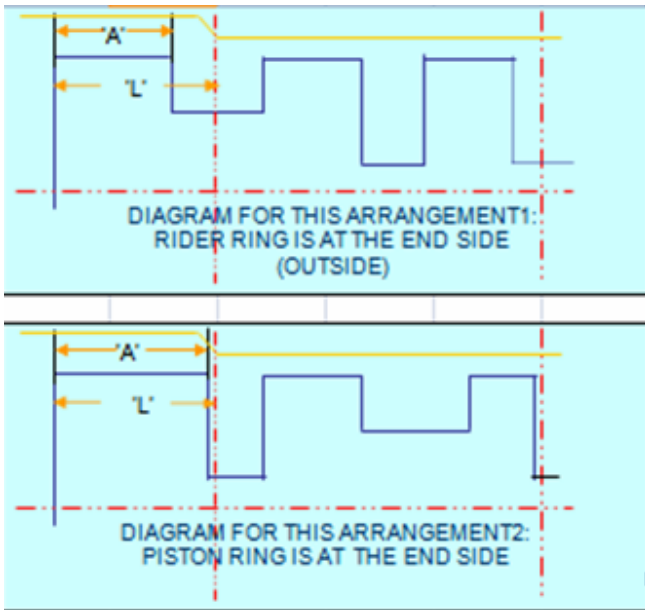 "A"
"L"
DIAGRAM FOR THIS ARRANGEMENT1:
RIDER RING IS AT THE END SIDE
(OUTSIDE)
"A"
"L"
DIAGRAM FOR THIS ARRANGEMENT2:
PISTON RING IS AT THE END SIDE